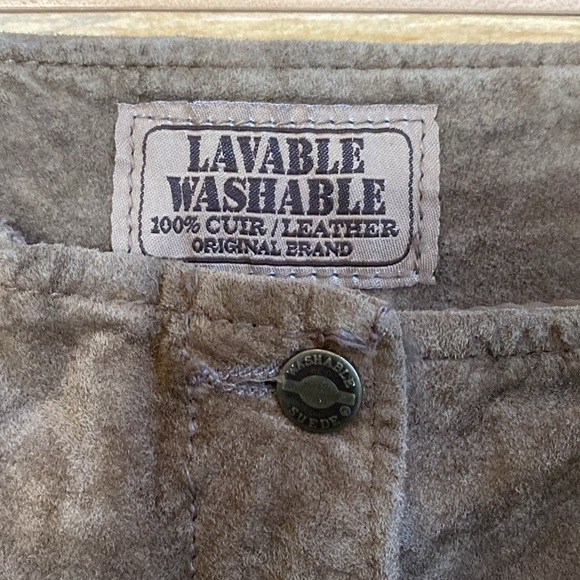 LAVABLE
WASHABLE
100% CUIR/LEATHER
ORIGINAL BRAND
WASHABLE
SUEDE